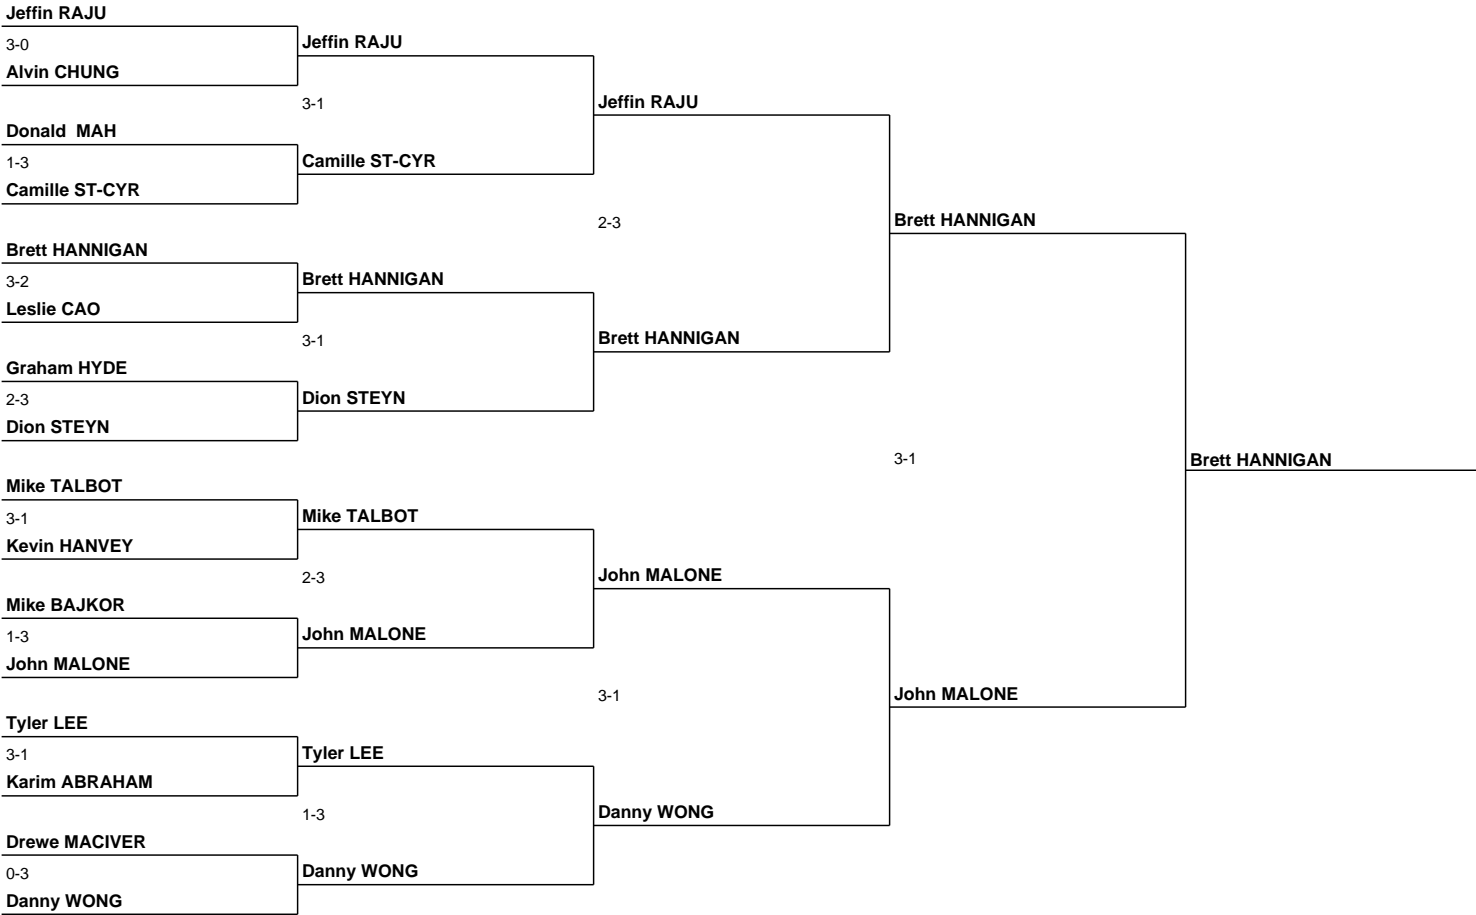 Jeffin RAJU
3-0
Alvin CHUNG
Donald  MAH
1-3
Camille ST-CYR
Brett HANNIGAN
3-2
Leslie CAO
Graham HYDE
2-3
Dion STEYN
Mike TALBOT
3-1
Kevin HANVEY
Mike BAJKOR
1-3
John MALONE
Tyler LEE
3-1
Karim ABRAHAM
Drewe MACIVER
0-3
Danny WONG
Jeffin RAJU
3-1
Camille ST-CYR
Brett HANNIGAN
3-1
Dion STEYN
Mike TALBOT
2-3
John MALONE
Tyler LEE
1-3
Danny WONG
Jeffin RAJU
2-3
Brett HANNIGAN
John MALONE
3-1
Danny WONG
Brett HANNIGAN
3-1
John MALONE
Brett HANNIGAN